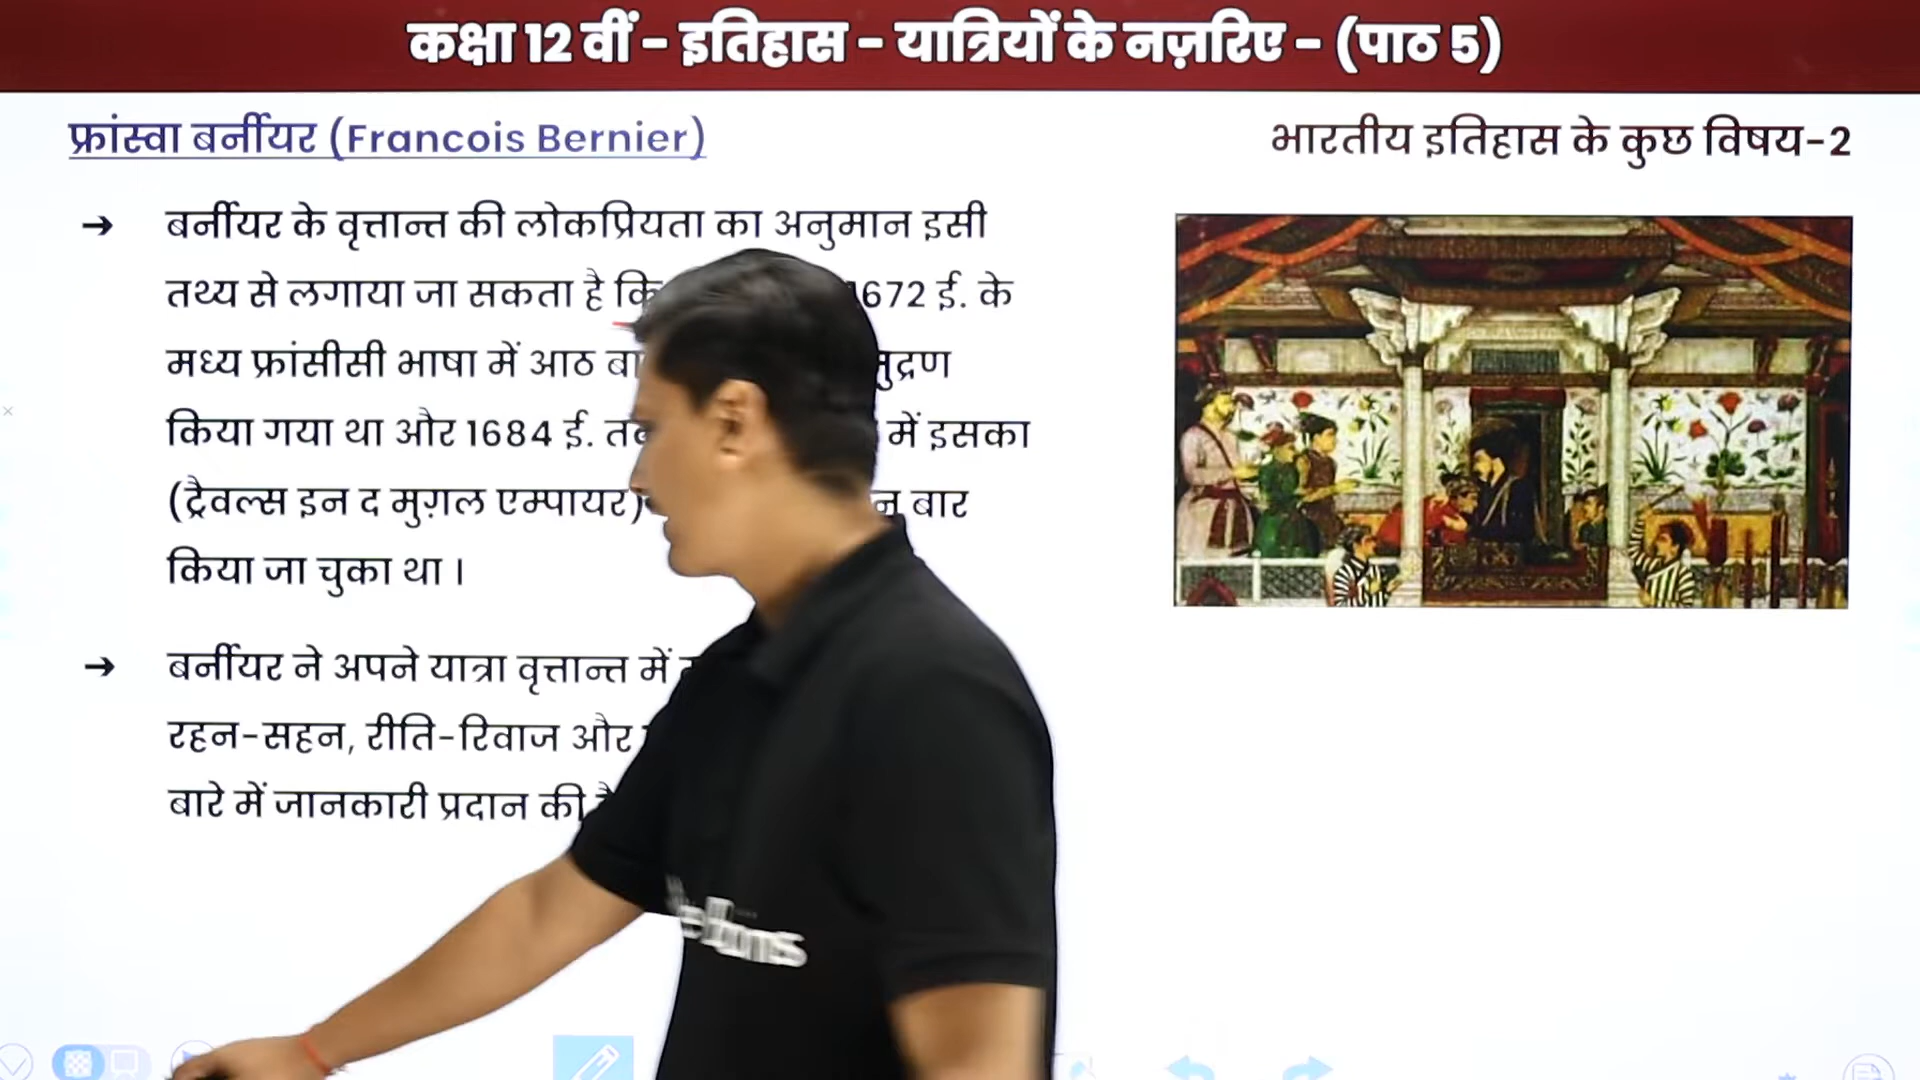 कक्षा 12 वीं - इतिहास - यात्रियों के नज़रिए - (पाठ 5)
फ्रांस्वा बर्नीयर (Francois Bernier)
भारतीय इतिहास के कुछ विषय-2
➔ बर्नीयर के वृत्तान्त की लोकप्रियता का अनुमान इसी
तथ्य से लगाया जा सकता है कि 1672 ई. के
मध्य फ्रांसीसी भाषा में आठ
किया गया था और 1684 ई. में इसका
(ट्रैवल्स इन द मुग़ल एम्पायर) बार
किया जा चुका था ।
➔ बर्नीयर ने अपने यात्रा वृत्तान्त में
रहन-सहन, रीति-रिवाज और
बारे में जानकारी प्रदान की